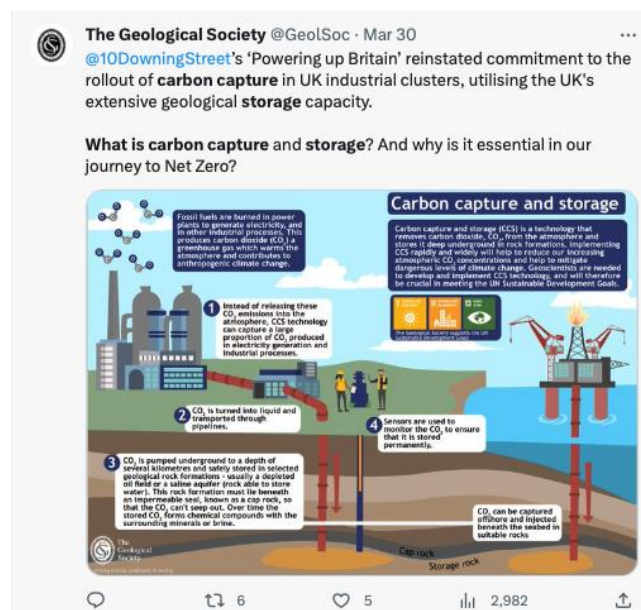 The Geological Society @GeolSoc · Mar 30
@10DowningStreet's ‘Powering up Britain’ reinstated commitment to the
rollout of carbon capture in UK industrial clusters, utilising the UK's
extensive geological storage capacity.
What is carbon capture and storage? And why is it essential in our
journey to Net Zero?
Fossil fuels are burned in power
plants to generate electricity, and
in other industrial processes. This
produces carbon dioxide (CO₂) a
greenhouse gas which warms the
atmosphere and contributes to
anthropogenic climate change.
Carbon capture and storage
Carbon capture and storage (CCS) is a technology that
removes carbon dioxide, CO₂, from the atmosphere and
stores it deep underground in rock formations. Implementing
CCS rapidly and widely will help to reduce our increasing
atmospheric CO₂ concentrations and help to mitigate
dangerous levels of climate change. Geoscientists are needed
to develop and implement CCS technology, and will therefore
be crucial in meeting the UN Sustainable Development Goals.
The Geological Society supports the UN
Sustainable Development Goals
1
Instead of releasing these
CO₂ emissions into the
atmosphere, CCS technology
can capture a large
proportion of CO₂ produced
in electricity generation and
industrial processes.
2
CO₂ is turned into liquid and
transported through
pipelines.
4
Sensors are used to
monitor the CO₂ to ensure
that it is stored
permanently.
3
CO₂ is pumped underground to a depth of
several kilometres and safely stored in selected
geological rock formations - usually a depleted
oil field or a saline aquifer (rock able to store
water). This rock formation must lie beneath
an impermeable seal, known as a cap rock, so
that the CO₂ can't seep out. Over time the
stored CO₂ forms chemical compounds with the
surrounding minerals or brine.
CO₂ can be captured
offshore and injected
beneath the seabed in
suitable rocks
Cap rock
Storage rock
The
Geological
Society
6
5
2,982